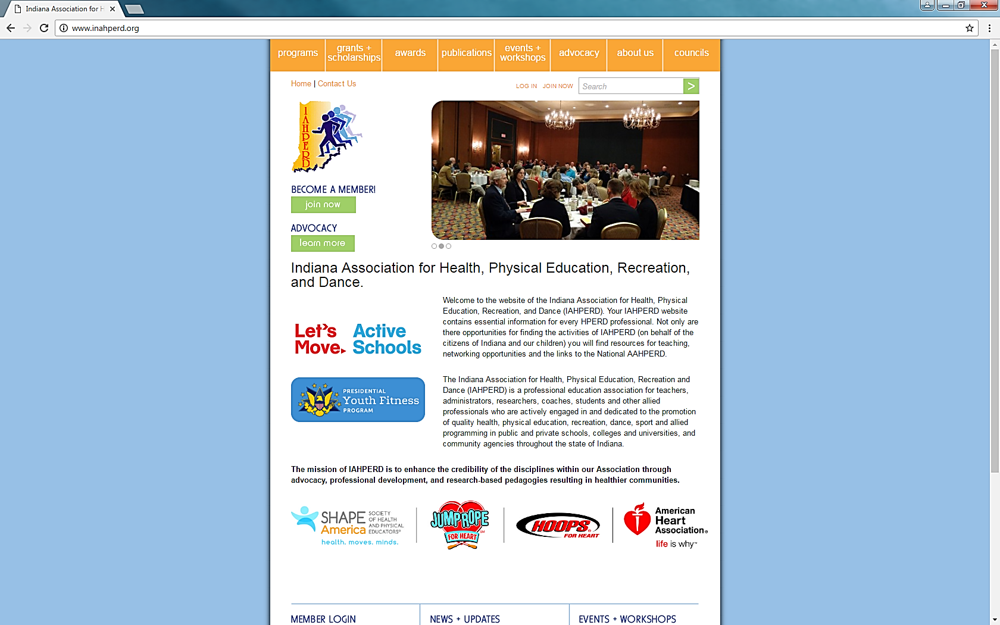 Indiana Association for H
www.inahperd.org
programs
grants +
scholarships
awards
publications
events +
workshops
advocacy
about us
councils
Home | Contact Us
LOG IN JOIN NOW Search >
IAHPERD
BECOME A MEMBER!
join now
ADVOCACY
learn more
Indiana Association for Health, Physical Education, Recreation,
and Dance.
Let's
Move
Active
Schools
Welcome to the website of the Indiana Association for Health, Physical
Education, Recreation, and Dance (IAHPERD). Your IAHPERD website
contains essential information for every HPERD professional. Not only are
there opportunities for finding the activities of IAHPERD (on behalf of the
citizens of Indiana and our children) you will find resources for teaching,
networking opportunities and the links to the National AAHPERD.
PRESIDENTIAL
Youth Fitness
PROGRAM
The Indiana Association for Health, Physical Education, Recreation and
Dance (IAHPERD) is a professional education association for teachers,
administrators, researchers, coaches, students and other allied
professionals who are actively engaged in and dedicated to the promotion
of quality health, physical education, recreation, dance, sport and allied
programming in public and private schools, colleges and universities, and
community agencies throughout the state of Indiana.
The mission of IAHPERD is to enhance the credibility of the disciplines within our Association through
advocacy, professional development, and research-based pedagogies resulting in healthier communities.
SHAPE
America
SOCIETY
OF HEALTH
AND PHYSICAL
EDUCATORS®
health. moves. minds.
JUMP ROPE
FOR HEART SM
HOOPS®
FOR HEART
American
Heart
Association®
life is why™
MEMBER LOGIN
NEWS + UPDATES
EVENTS + WORKSHOPS